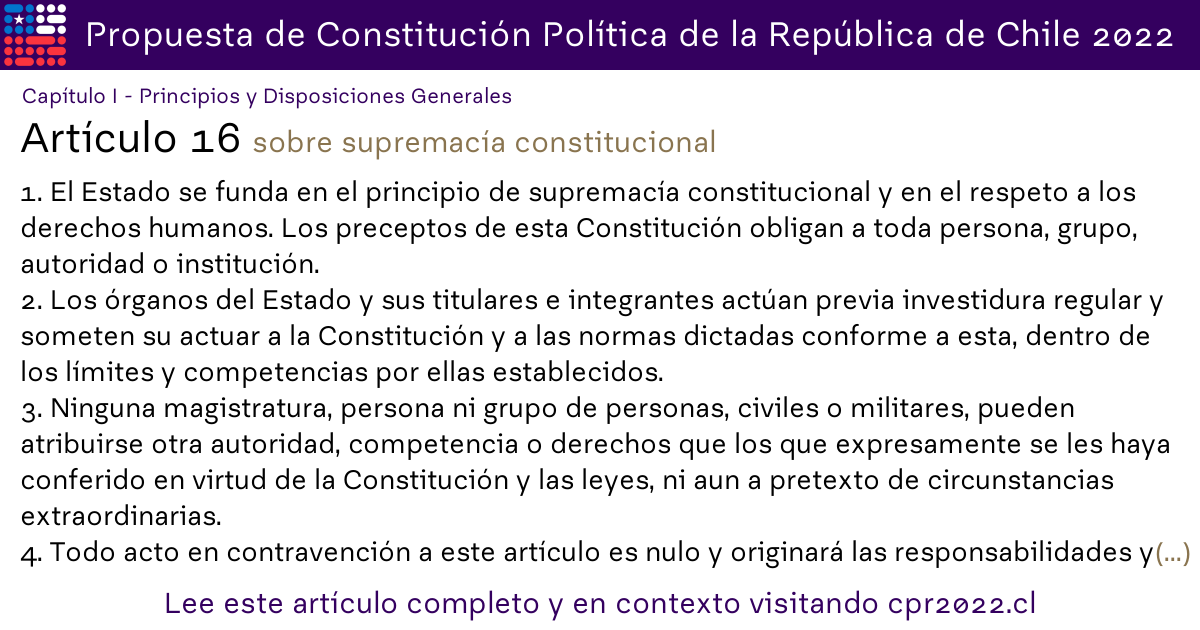 Propuesta de Constitución Política de la República de Chile 2022
Capítulo I - Principios y Disposiciones Generales
Artículo 16 sobre supremacía constitucional
1. El Estado se funda en el principio de supremacía constitucional y en el respeto a los
derechos humanos. Los preceptos de esta Constitución obligan a toda persona, grupo,
autoridad o institución.
2. Los órganos del Estado y sus titulares e integrantes actúan previa investidura regular y
someten su actuar a la Constitución y a las normas dictadas conforme a esta, dentro de
los límites y competencias por ellas establecidos.
3. Ninguna magistratura, persona ni grupo de personas, civiles o militares, pueden
atribuirse otra autoridad, competencia o derechos que los que expresamente se les haya
conferido en virtud de la Constitución y las leyes, ni aun a pretexto de circunstancias
extraordinarias.
4. Todo acto en contravención a este artículo es nulo y originará las responsabilidades y(...)
Lee este artículo completo y en contexto visitando cpr2022.cl